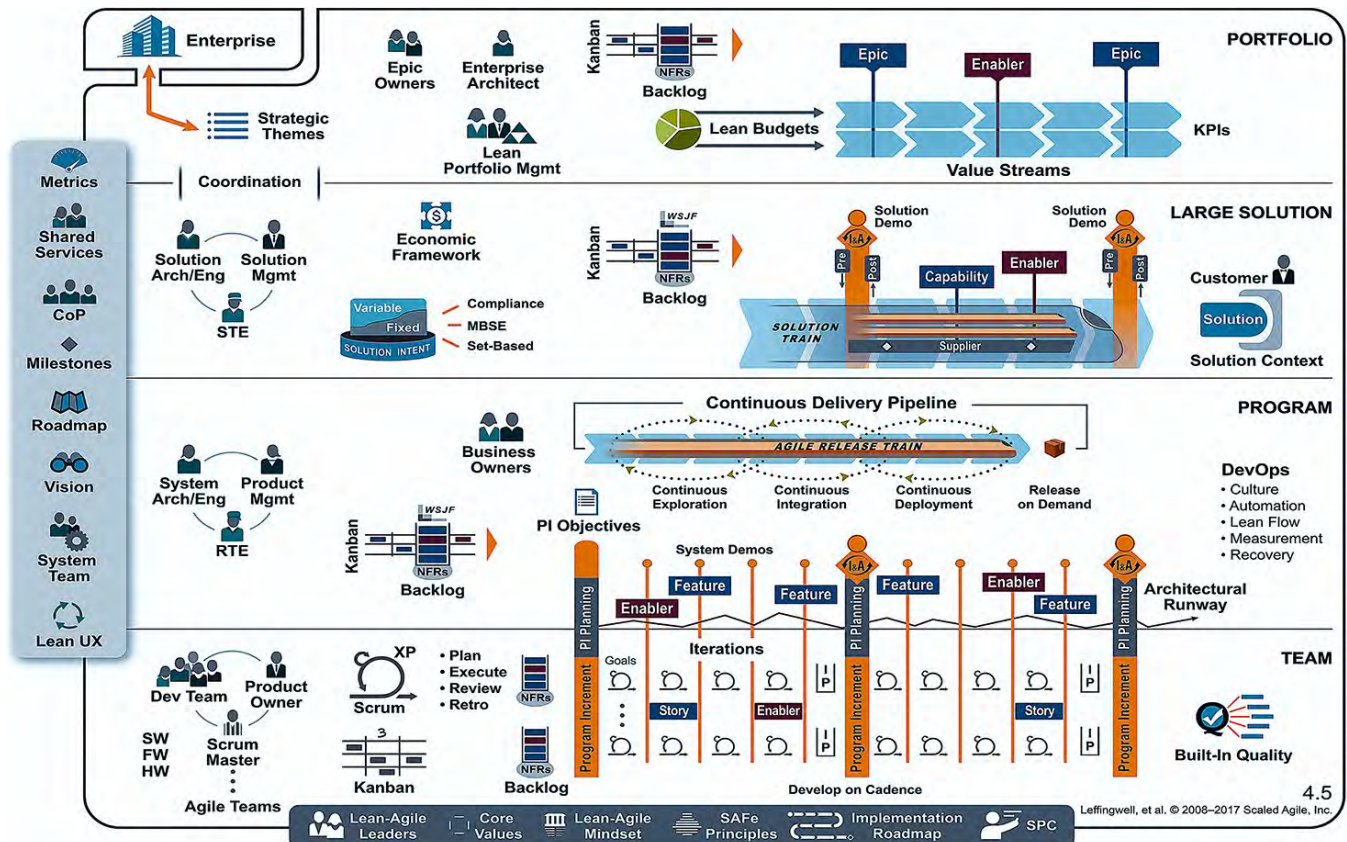 Enterprise
Strategic
Themes
Epic
Owners
Enterprise
Architect
Lean
Portfolio Mgmt
Kanban
NFRs
Backlog
Lean Budgets
Epic
Enabler
Epic
Value Streams
KPIs
PORTFOLIO
Metrics
Shared
Services
CoP
Milestones
Roadmap
Vision
System
Team
Lean UX
Coordination
Solution
Arch/Eng
Solution
Mgmt
STE
Economic
Framework
Variable
Fixed
SOLUTION INTENT
Compliance
MBSE
Set-Based
Kanban
WSJF
NFRs
Backlog
Solution
Demo
I&A
Pre
Post
Capability
Enabler
Solution
Demo
I&A
Pre
Post
SOLUTION
TRAIN
Supplier
LARGE SOLUTION
Customer
Solution
Solution Context
System
Arch/Eng
Product
Mgmt
RTE
Business
Owners
Kanban
WSJF
NFRs
Backlog
Continuous Delivery Pipeline
AGILE RELEASE TRAIN
Continuous
Exploration
Continuous
Integration
Continuous
Deployment
Release
on Demand
PROGRAM
DevOps
• Culture
• Automation
• Lean Flow
• Measurement
• Recovery
PI Objectives
System Demos
PI Planning
Enabler
Feature
Feature
I&A
PI Planning
Feature
Enabler
Feature
I&A
PI Planning
Architectural
Runway
Dev Team
Product
Owner
Scrum
Master
SW
FW
HW
Agile Teams
XP
Scrum
• Plan
• Execute
• Review
• Retro
3
Kanban
NFRs
NFRs
Backlog
Program Increment
Goals
Iterations
Story
Enabler
I
P
I
P
Program Increment
Story
I
P
I
P
Program Increment
Develop on Cadence
TEAM
Built-In Quality
4.5
Leffingwell, et al. © 2008–2017 Scaled Agile, Inc.
Lean-Agile
Leaders
Core
Values
Lean-Agile
Mindset
SAFe
Principles
Implementation
Roadmap
SPC